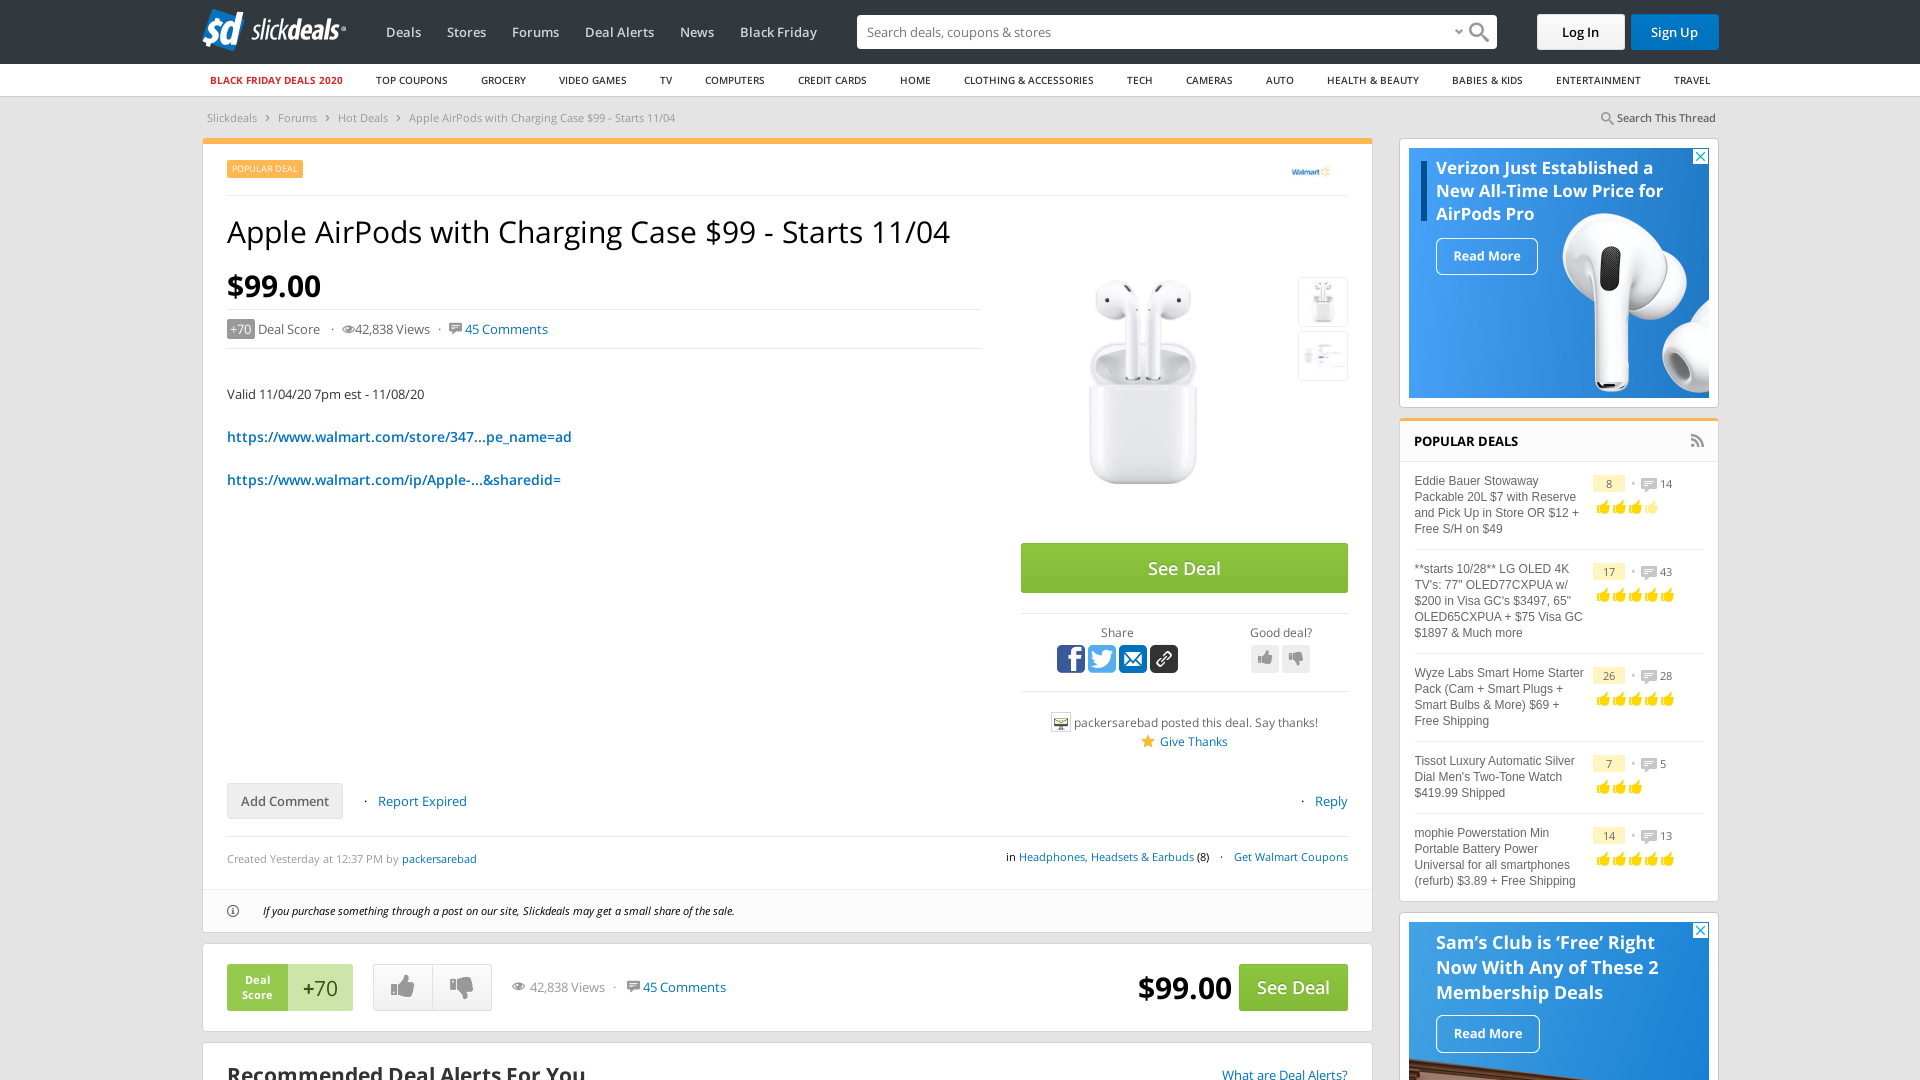 slickdeals
Deals Stores Forums Deal Alerts News Black Friday
Search deals, coupons & shopping
Log In Sign Up
BLACK FRIDAY DEALS 2020 TOP COUPONS GROCERY VIDEO GAMES TV COMPUTERS CREDIT CARDS HOME CLOTHING & ACCESSORIES TECH CAMERAS AUTO HEALTH & BEAUTY BABIES & KIDS ENTERTAINMENT TRAVEL
Slickdeals › Forums › Hot Deals › Apple AirPods with Charging Case $99 - Starts 11/04
Search This Thread
POPULAR DEAL
Walmart
Apple AirPods with Charging Case $99 - Starts 11/04
$99.00
+70 Deal Score · 42,838 Views · 45 Comments
Valid 11/04/20 7pm est - 11/08/20
https://www.walmart.com/store/347...pe_name=ad
https://www.walmart.com/ip/Apple-...&sharedid=
See Deal
Share
Good deal?
packersarebad posted this deal. Say thanks!
Give Thanks
Add Comment · Report Expired
· Reply
Created Yesterday at 12:37 PM by packersarebad
in Headphones, Headsets & Earbuds (8) · Get Walmart Coupons
If you purchase something through a post on our site, Slickdeals may get a small share of the sale.
Deal Score +70
42,838 Views · 45 Comments
$99.00 See Deal
Recommended Deal Alerts For You
What are Deal Alerts?
Verizon Just Established a
New All-Time Low Price for
AirPods Pro
Read More
POPULAR DEALS
Eddie Bauer Stowaway
Packable 20L $7 with Reserve
and Pick Up in Store OR $12 +
Free S/H on $49
8 • 14
**starts 10/28** LG OLED 4K
TV's: 77" OLED77CXPUA w/
$200 in Visa GC's $3497, 65"
OLED65CXPUA + $75 Visa GC
$1897 & Much more
17 • 43
Wyze Labs Smart Home Starter
Pack (Cam + Smart Plugs +
Smart Bulbs & More) $69 +
Free Shipping
26 • 28
Tissot Luxury Automatic Silver
Dial Men's Two-Tone Watch
$419.99 Shipped
7 • 5
mophie Powerstation Min
Portable Battery Power
Universal for all smartphones
(refurb) $3.89 + Free Shipping
14 • 13
Sam's Club is 'Free' Right
Now With Any of These 2
Membership Deals
Read More